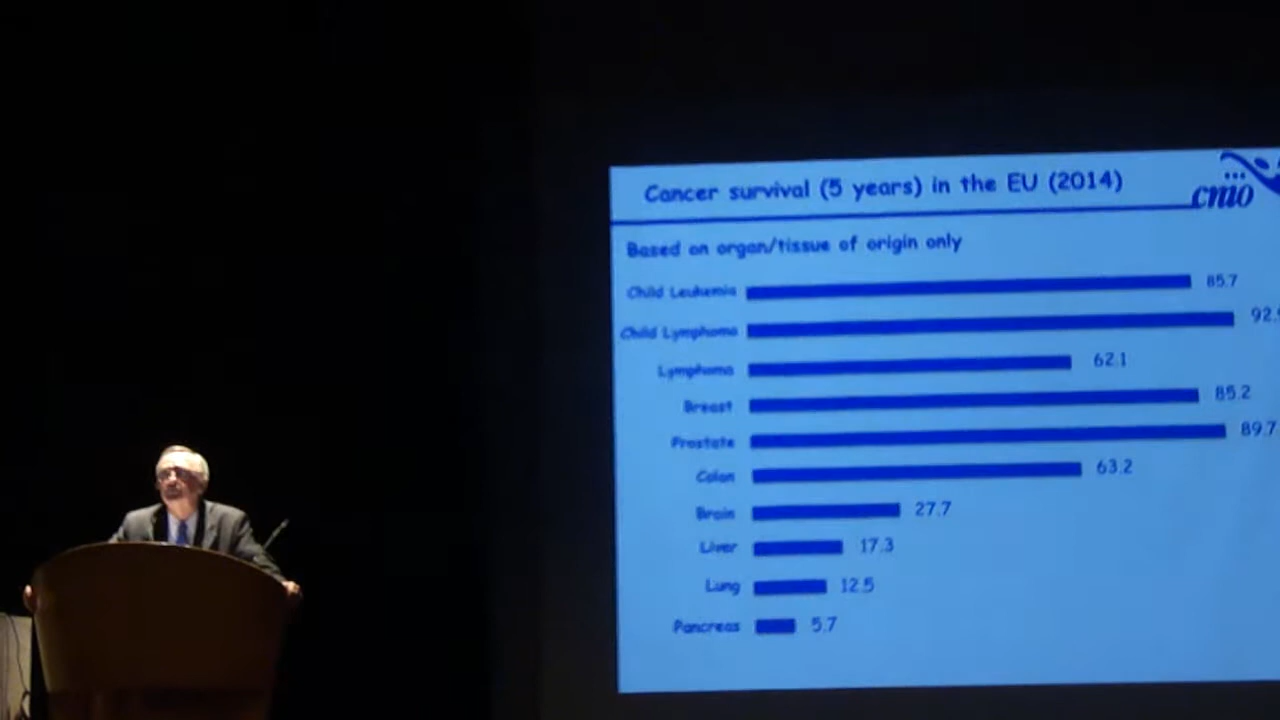 Cancer survival (5 years) in the EU (2014)
cnio
Based on organ/tissue of origin only
Child Leukemia 85.7
Child Lymphoma 92.
Lymphoma 62.1
Breast 85.2
Prostate 89.7
Colon 63.2
Brain 27.7
Liver 17.3
Lung 12.5
Pancreas 5.7